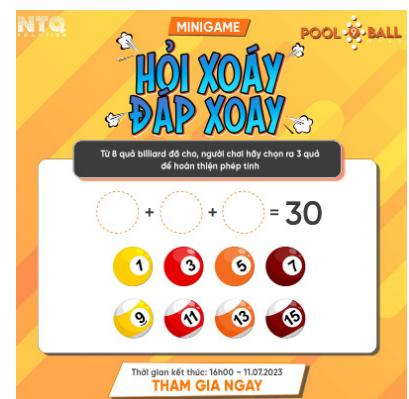 NTQ
SOLUTION
MINIGAME
POOL 9 BALL
HỎI XOÁY
ĐÁP XOAY
Từ 8 quả billiard đã cho, người chơi hãy chọn ra 3 quả
để hoàn thiện phép tính
+ + = 30
1 3 5 7
9 11 13 15
Thời gian kết thúc: 16h00 - 11.07.2023
THAM GIA NGAY